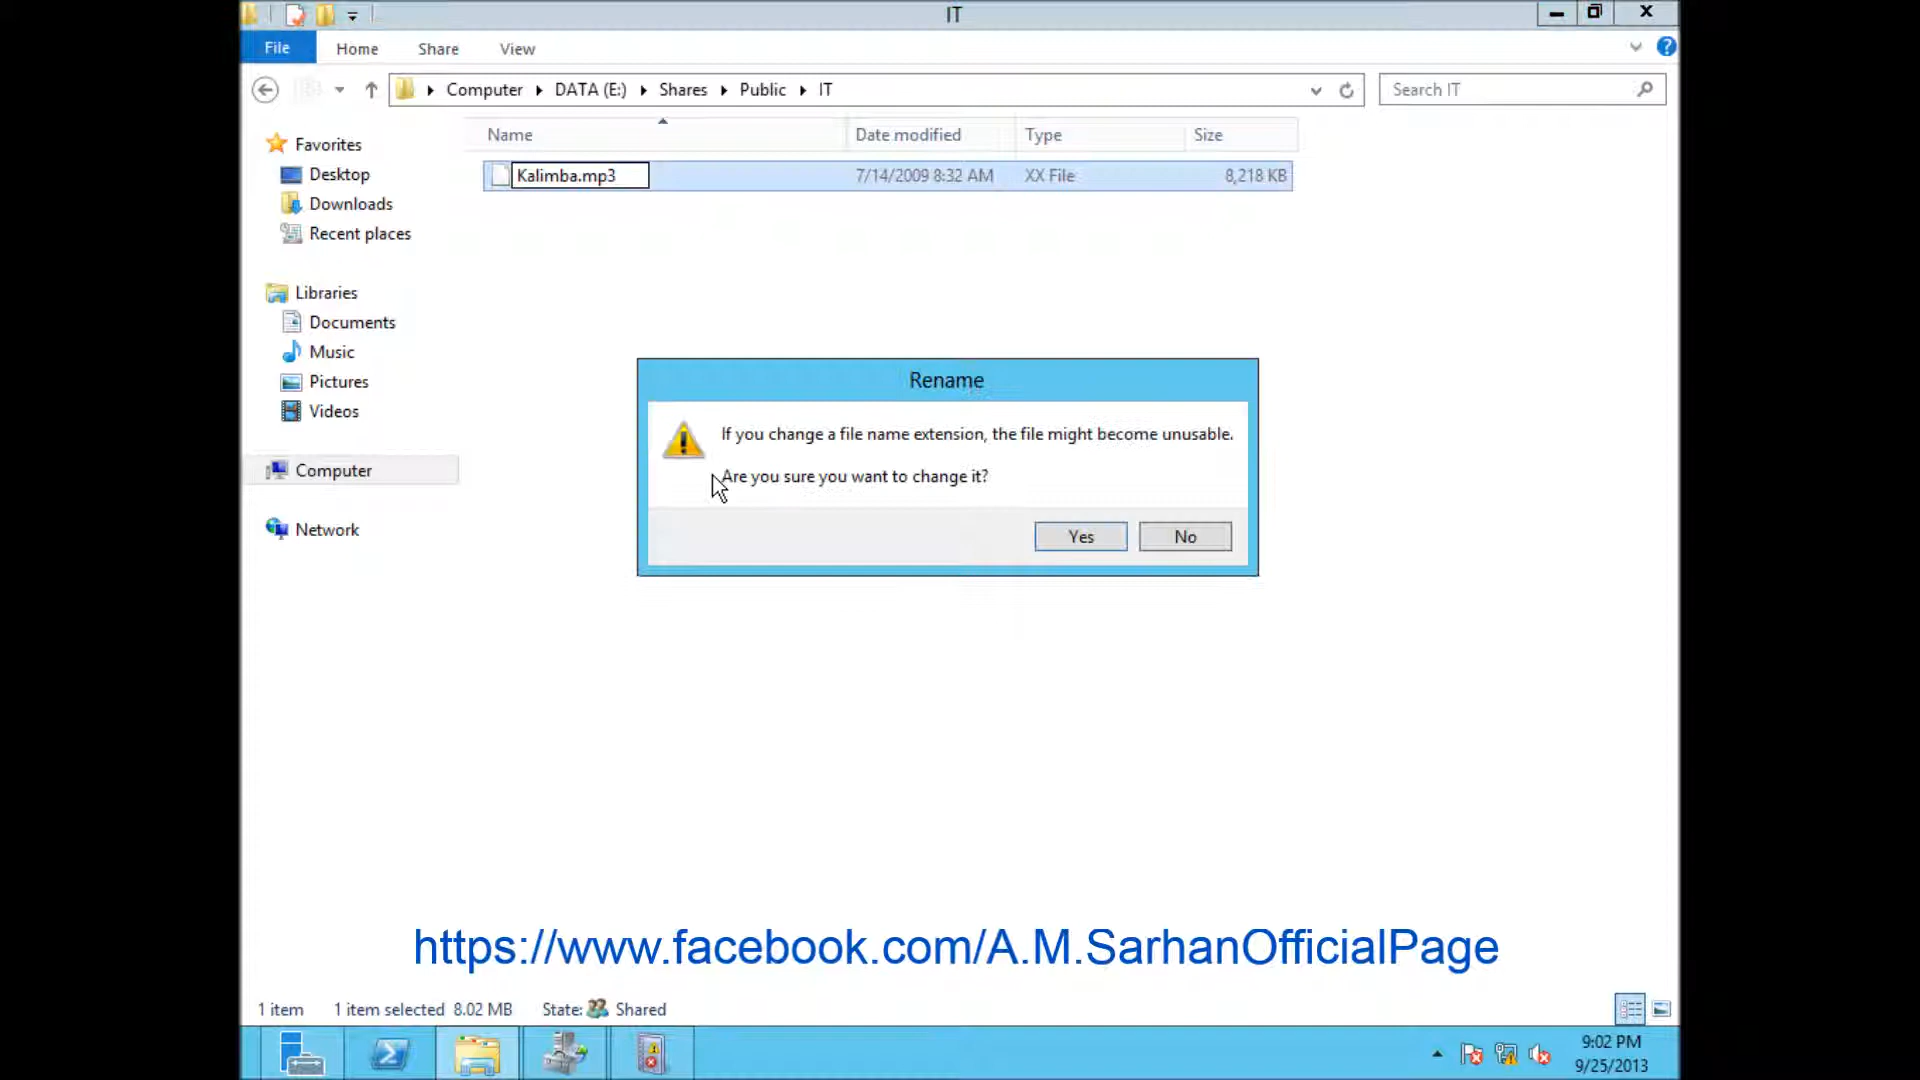 IT
File Home Share View
Computer DATA (E:) Shares Public IT
Search IT
Name Date modified Type Size
Kalimba.mp3 7/14/2009 8:32 AM XX File 8,218 KB
Favorites
Desktop
Downloads
Recent places
Libraries
Documents
Music
Pictures
Videos
Computer
Network
Rename
If you change a file name extension, the file might become unusable.
Are you sure you want to change it?
Yes No
https://www.facebook.com/A.M.SarhanOfficialPage
1 item 1 item selected 8.02 MB State: Shared
9:02 PM
9/25/2013